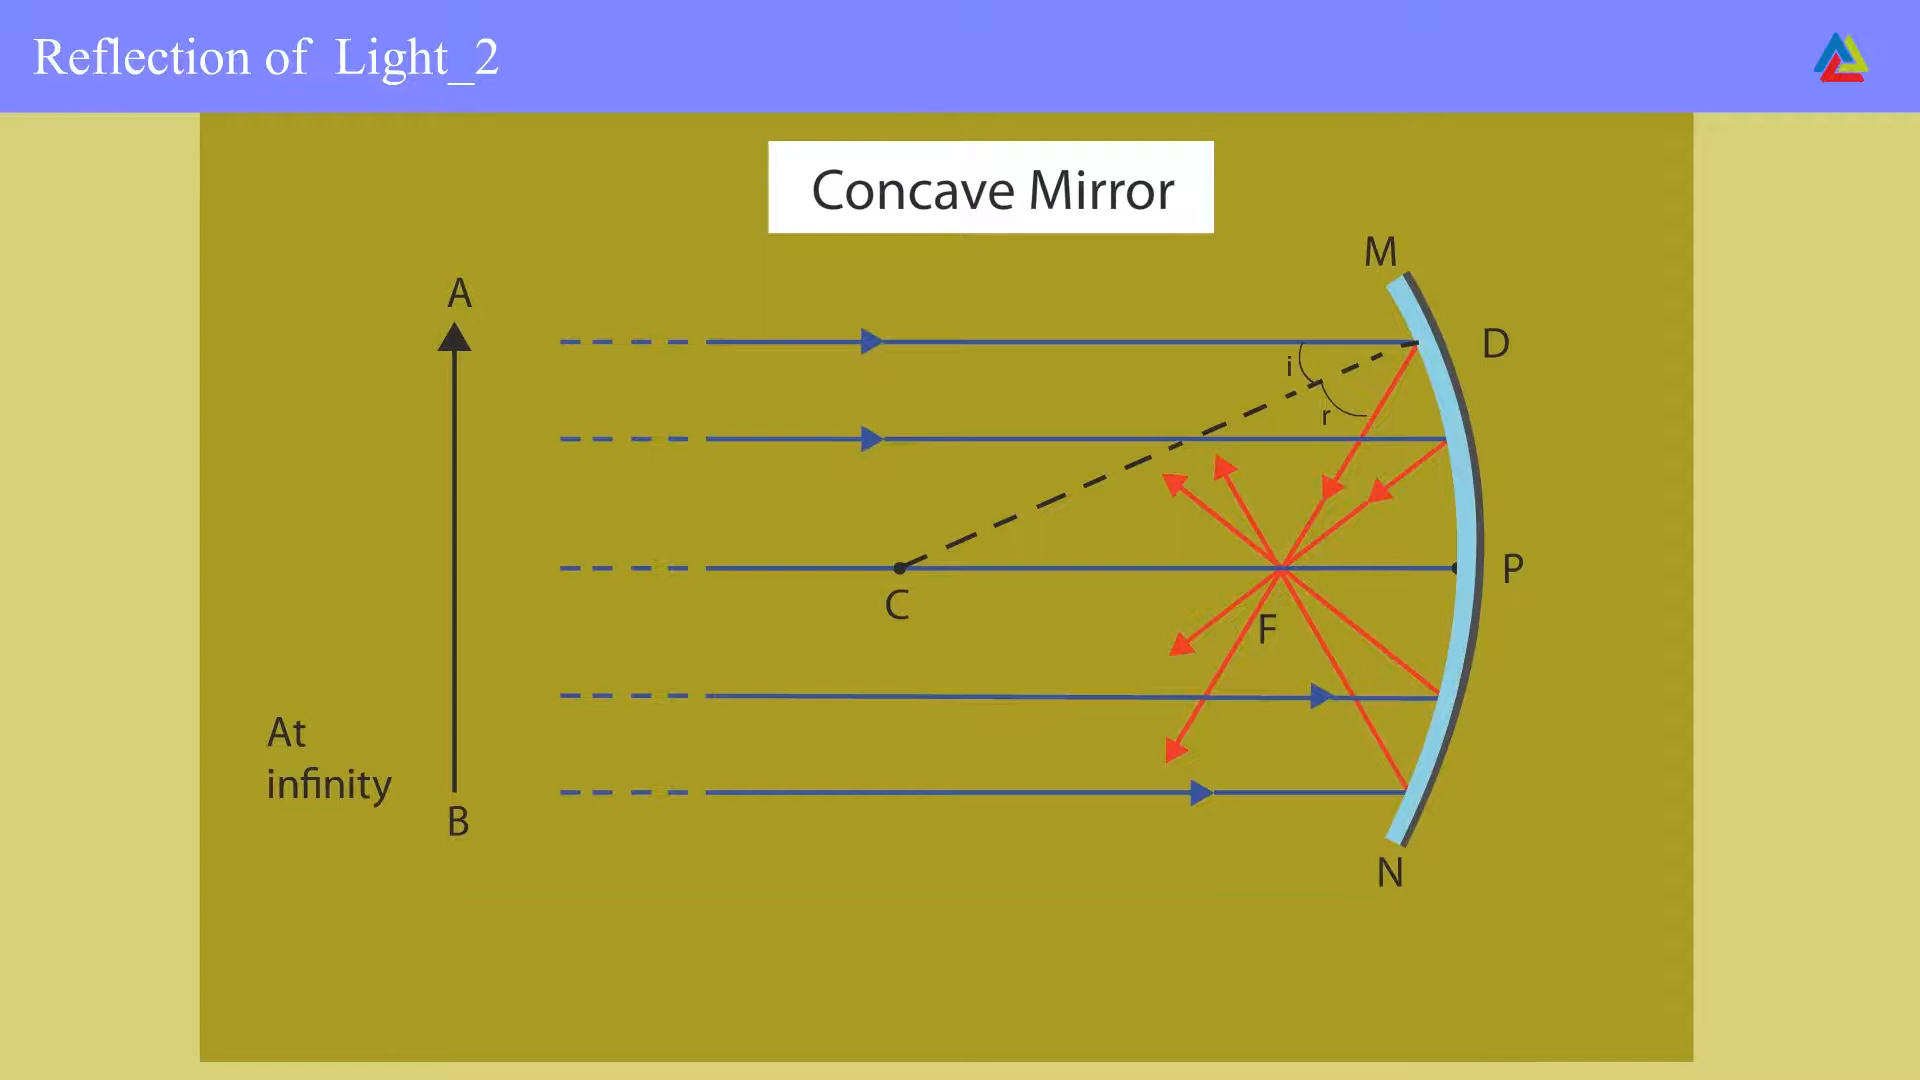 Reflection of Light_2
Concave Mirror
M
A
D
i
r
P
C
F
At
infinity
B
N